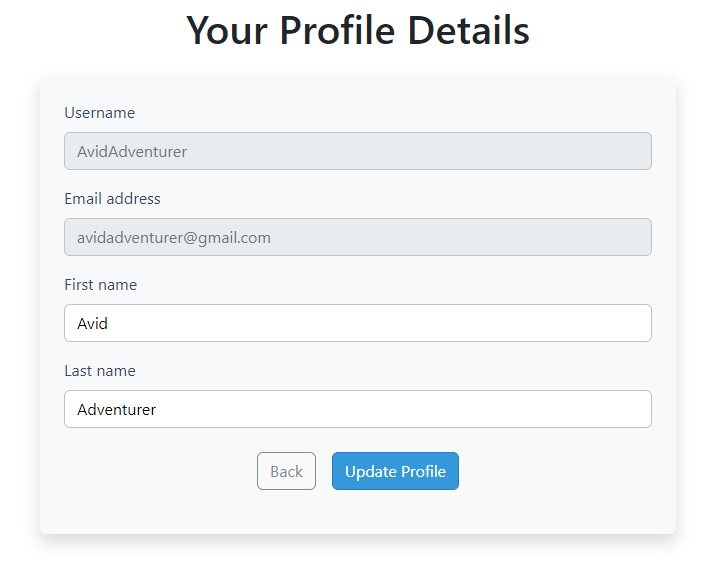 Your Profile Details
Username
AvidAdventurer
Email address
avidadventurer@gmail.com
First name
Avid
Last name
Adventurer
Back Update Profile